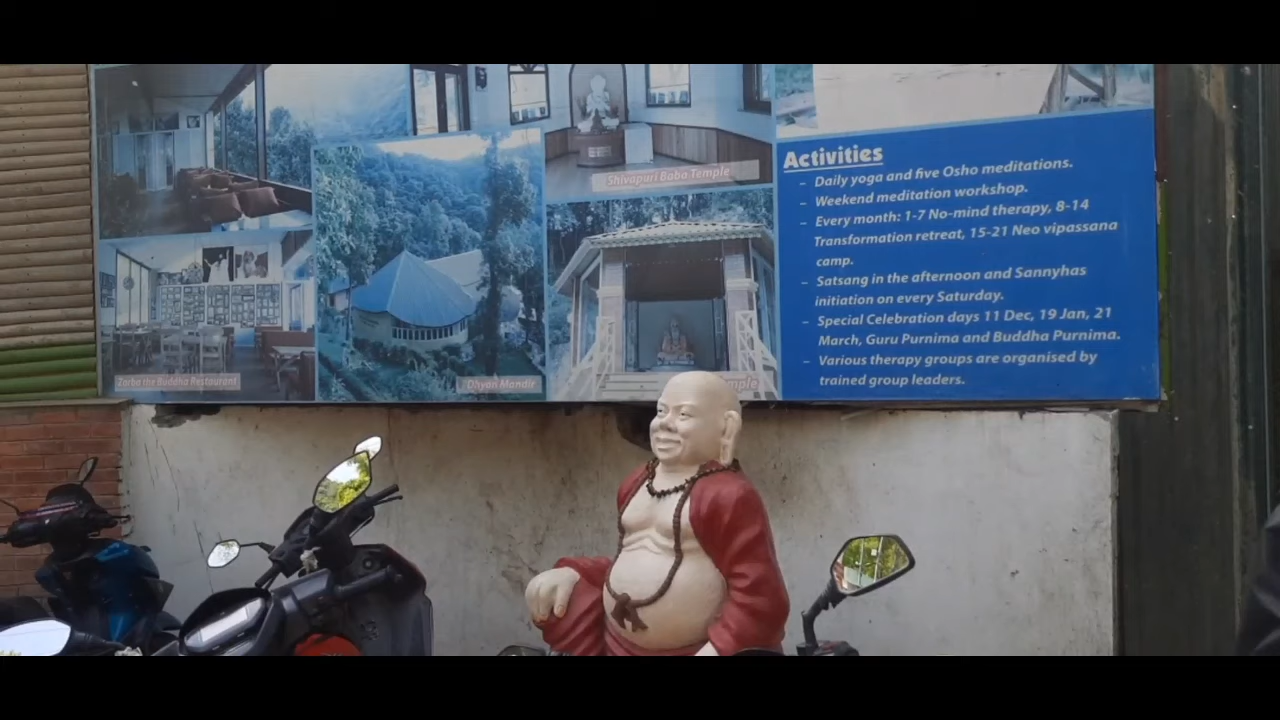 Shivapuri Baba Temple
Zorba the Buddha Restaurant
Dhyan Mandir
mple
Activities
- Daily yoga and five Osho meditations.
- Weekend meditation workshop.
- Every month: 1-7 No-mind therapy, 8-14
Transformation retreat, 15-21 Neo vipassana
camp.
- Satsang in the afternoon and Sannyhas
initiation on every Saturday.
- Special Celebration days 11 Dec, 19 Jan, 21
March, Guru Purnima and Buddha Purnima.
- Various therapy groups are organised by
trained group leaders.